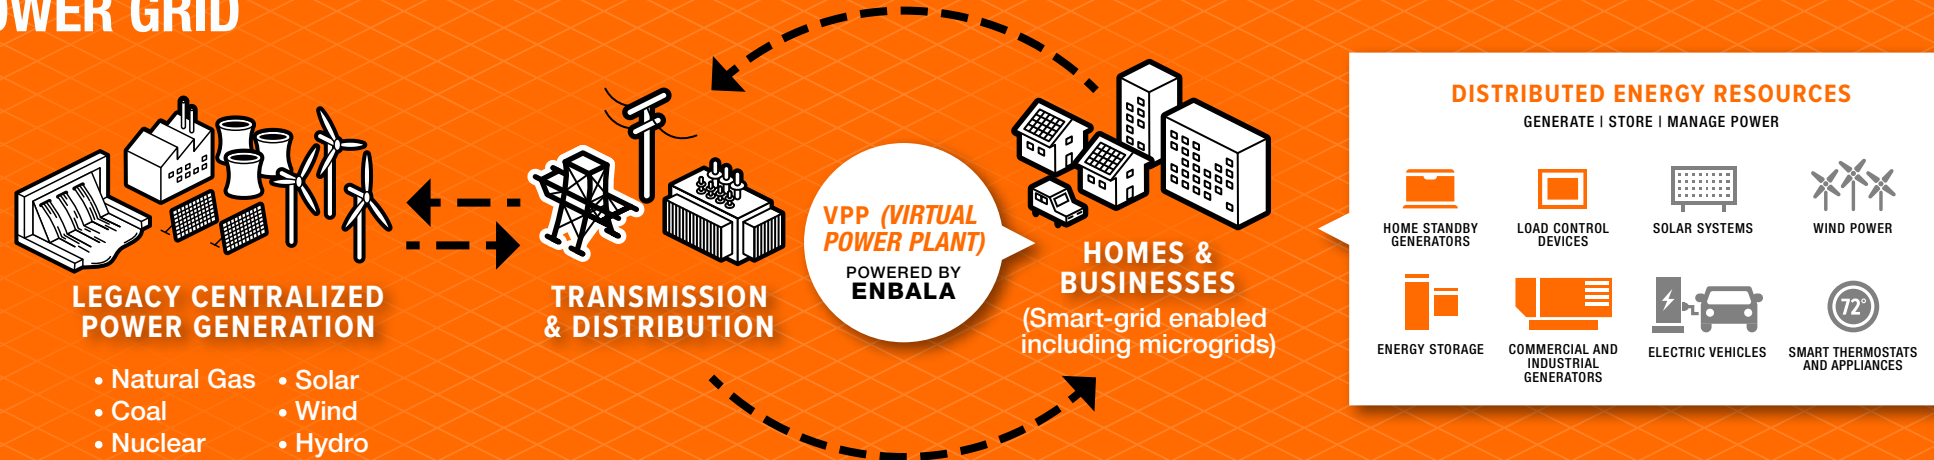 POWER GRID
LEGACY CENTRALIZED
POWER GENERATION
• Natural Gas
• Coal
• Nuclear
• Solar
• Wind
• Hydro
TRANSMISSION
& DISTRIBUTION
VPP (VIRTUAL
POWER PLANT)
POWERED BY
ENBALA
HOMES &
BUSINESSES
(Smart-grid enabled
including microgrids)
DISTRIBUTED ENERGY RESOURCES
GENERATE | STORE | MANAGE POWER
HOME STANDBY
GENERATORS
LOAD CONTROL
DEVICES
SOLAR SYSTEMS
WIND POWER
ENERGY STORAGE
COMMERCIAL AND
INDUSTRIAL
GENERATORS
ELECTRIC VEHICLES
72°
SMART THERMOSTATS
AND APPLIANCES